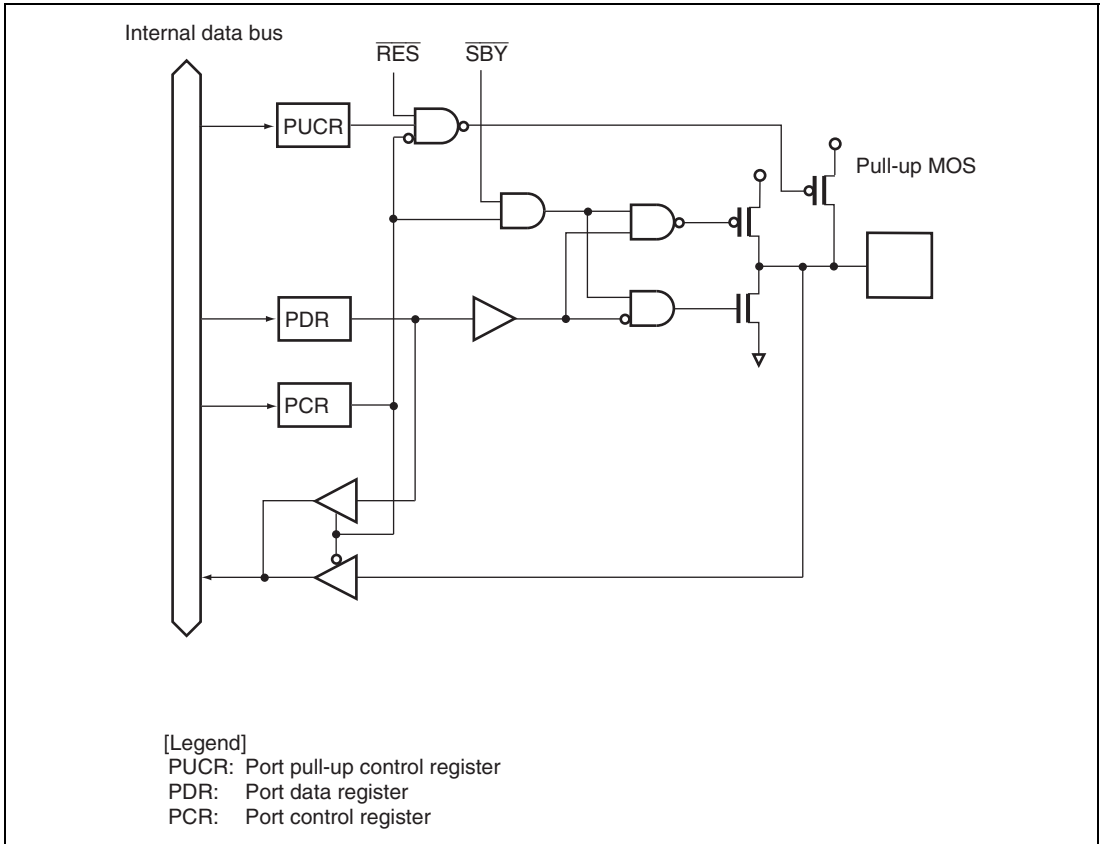 Internal data bus
RES
SBY
PUCR
Pull-up MOS
PDR
PCR
[Legend]
PUCR: Port pull-up control register
PDR: Port data register
PCR: Port control register